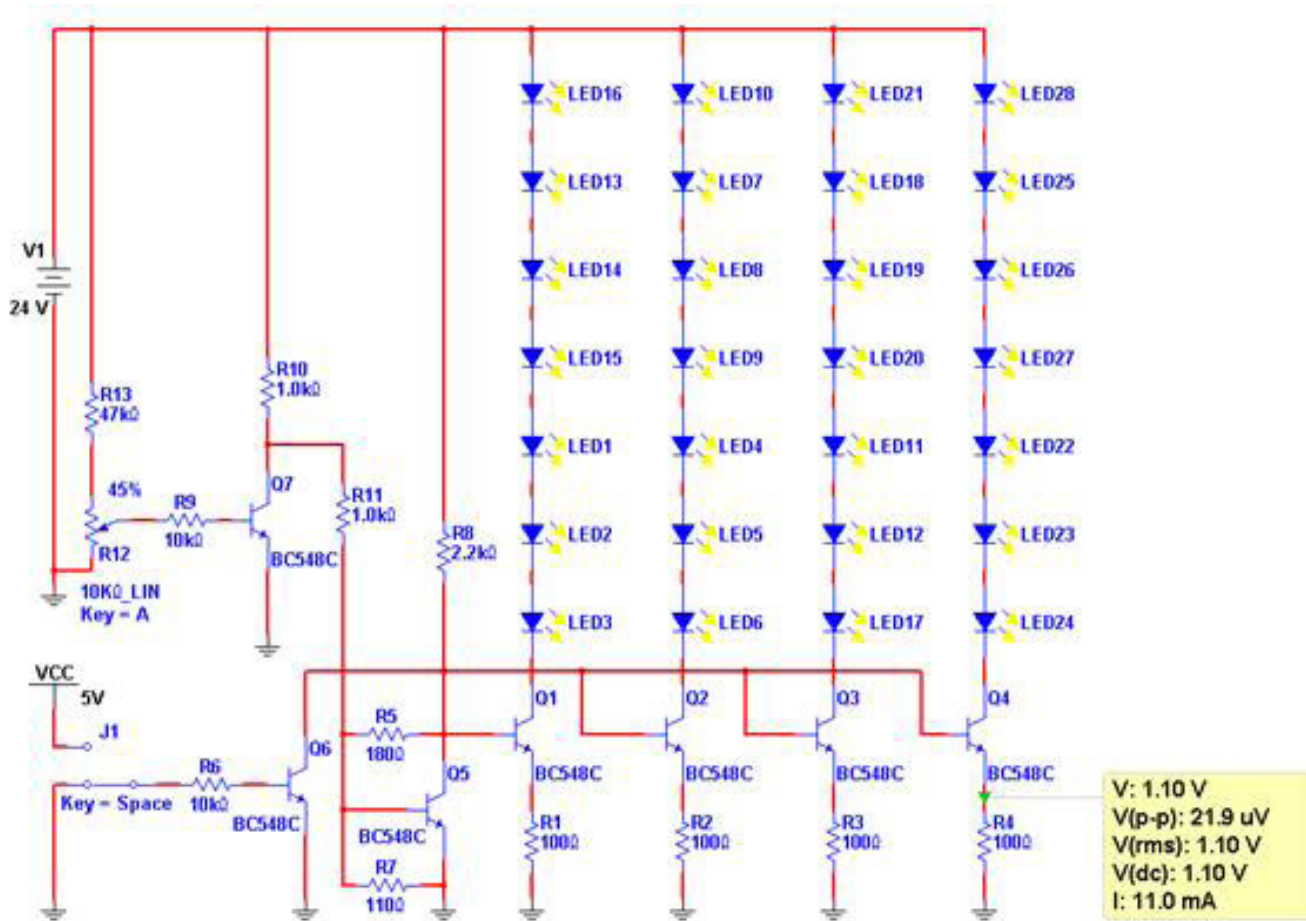 LED16
LED10
LED21
LED28
LED13
LED7
LED18
LED25
V1
24 V
LED14
LED8
LED19
LED26
LED15
LED9
LED20
LED27
R10
1.0kΩ
R13
47kΩ
LED1
LED4
LED11
LED22
45%
R9
10kΩ
Q7
R11
1.0kΩ
R8
2.2kΩ
LED2
LED5
LED12
LED23
R12
BC548C
10KΩ_LIN
Key = A
LED3
LED6
LED17
LED24
VCC
5V
J1
Q1
Q2
Q3
Q4
R5
180Ω
Q6
Q5
R6
10kΩ
Key = Space
BC548C
BC548C
BC548C
BC548C
BC548C
BC548C
R7
110Ω
R1
100Ω
R2
100Ω
R3
100Ω
R4
100Ω
V: 1.10 V
V(p-p): 21.9 uV
V(rms): 1.10 V
V(dc): 1.10 V
I: 11.0 mA